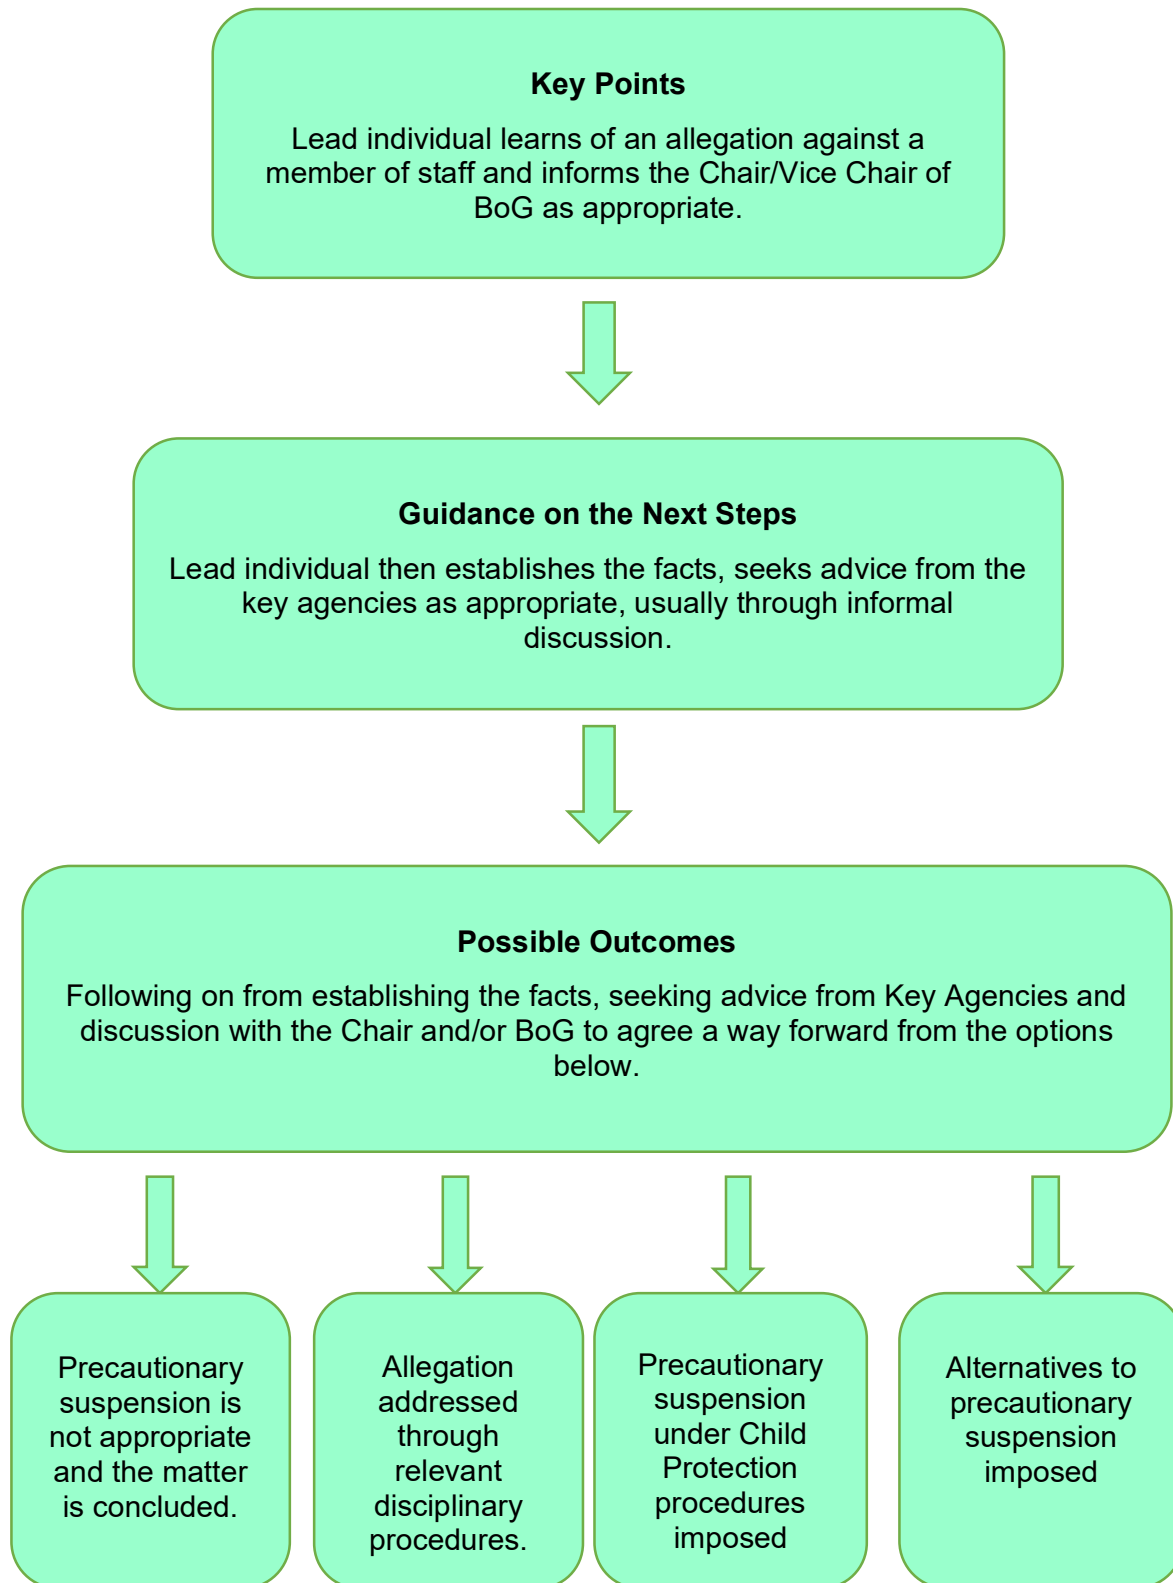 Key Points
Lead individual learns of an allegation against a
member of staff and informs the Chair/Vice Chair of
BoG as appropriate.
Guidance on the Next Steps
Lead individual then establishes the facts, seeks advice from the
key agencies as appropriate, usually through informal
discussion.
Possible Outcomes
Following on from establishing the facts, seeking advice from Key Agencies and
discussion with the Chair and/or BoG to agree a way forward from the options
below.
Precautionary
suspension is
not appropriate
and the matter
is concluded.
Allegation
addressed
through
relevant
disciplinary
procedures.
Precautionary
suspension
under Child
Protection
procedures
imposed
Alternatives to
precautionary
suspension
imposed